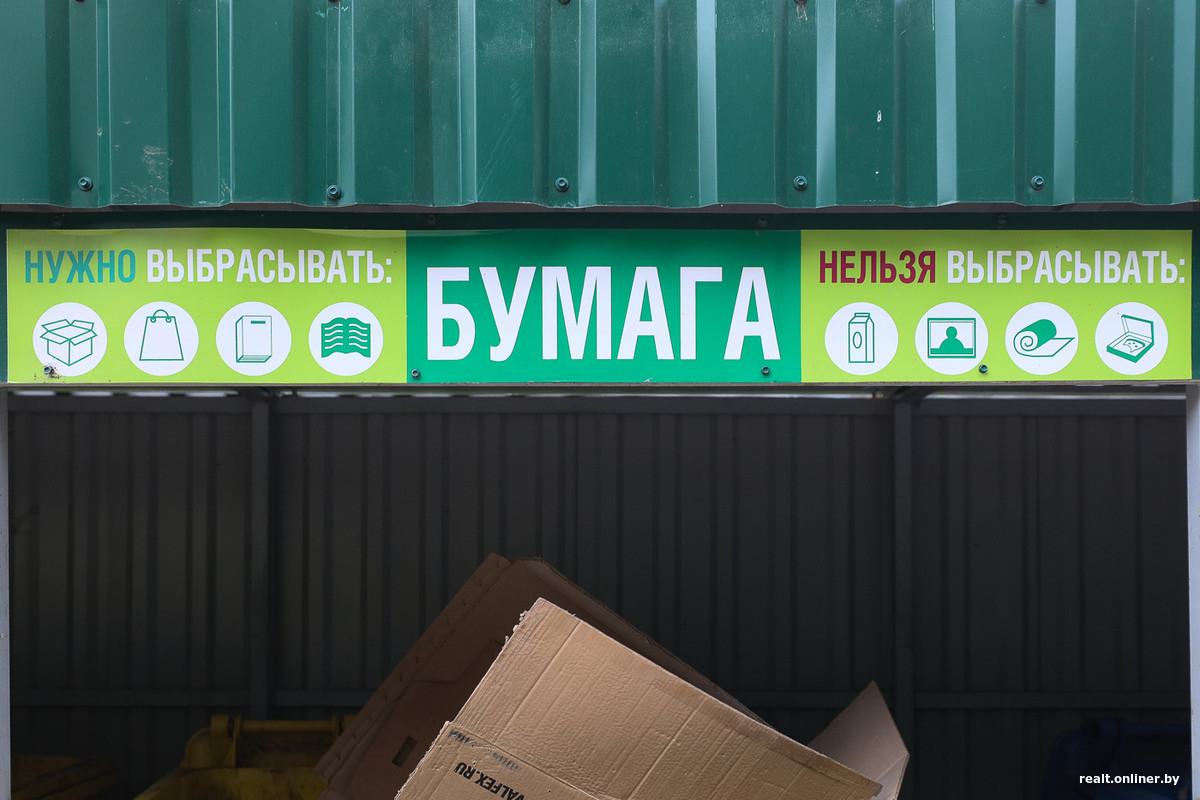 НУЖНО ВЫБРАСЫВАТЬ:
БУМАГА
НЕЛЬЗЯ ВЫБРАСЫВАТЬ:
VALFEX.RU
realt.onliner.by